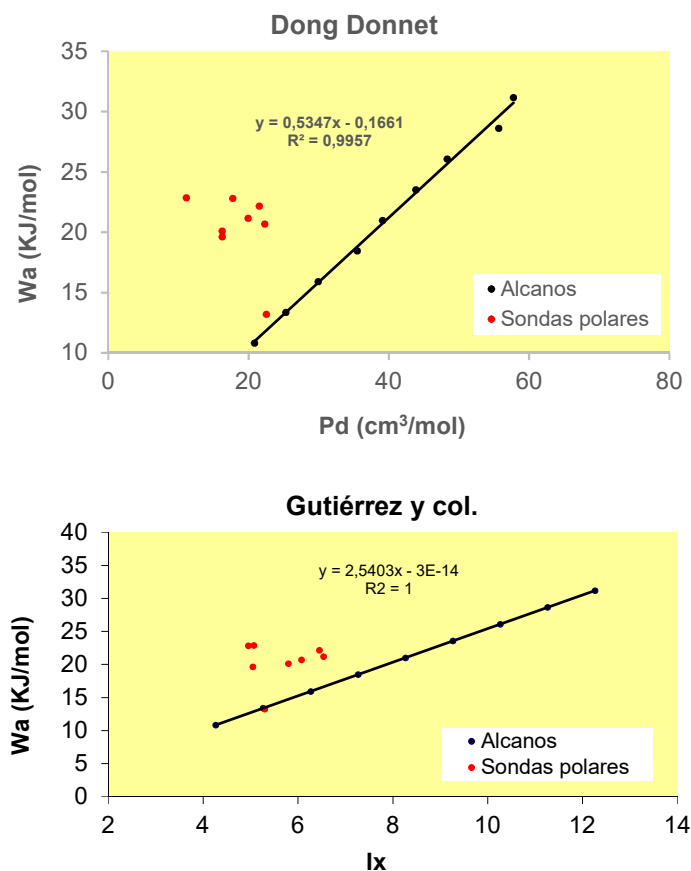 Dong Donnet
35
30
25
20
15
10
Wa (KJ/mol)
y = 0,5347x - 0,1661
R² = 0,9957
Alcanos
Sondas polares
0 20 40 60 80
Pd (cm³/mol)
Gutiérrez y col.
40
35
30
25
20
15
10
5
0
Wa (KJ/mol)
y = 2,5403x - 3E-14
R2 = 1
Alcanos
Sondas polares
2 4 6 8 10 12 14
Ix